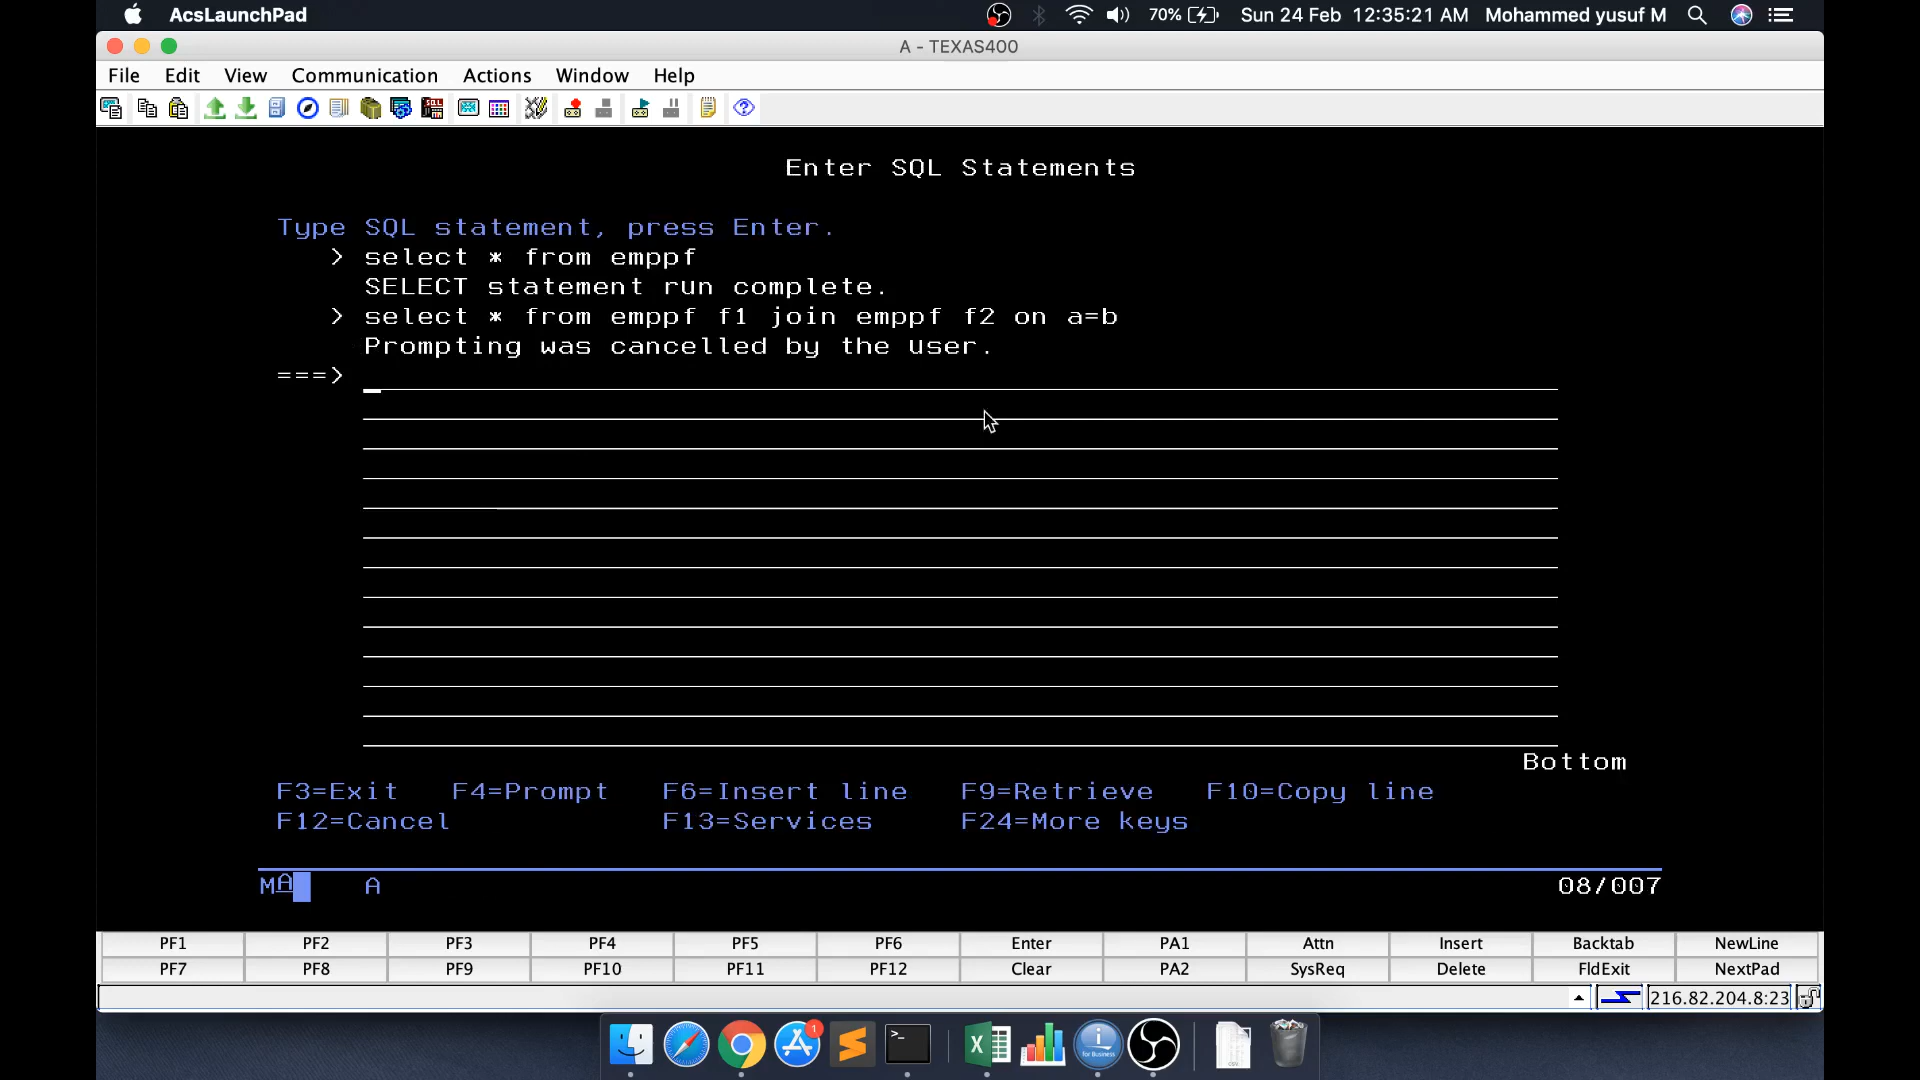 AcsLaunchPad 70% Sun 24 Feb 12:35:21 AM Mohammed yusuf M
A - TEXAS400
File Edit View Communication Actions Window Help
Enter SQL Statements
Type SQL statement, press Enter.
> select * from emppf
SELECT statement run complete.
> select * from emppf f1 join emppf f2 on a=b
Prompting was cancelled by the user.
===>
Bottom
F3=Exit F4=Prompt F6=Insert line F9=Retrieve F10=Copy line
F12=Cancel F13=Services F24=More keys
MA A 08/007
PF1 PF2 PF3 PF4 PF5 PF6 Enter PA1 Attn Insert Backtab NewLine
PF7 PF8 PF9 PF10 PF11 PF12 Clear PA2 SysReq Delete FldExit NextPad
216.82.204.8:23
1
for Business